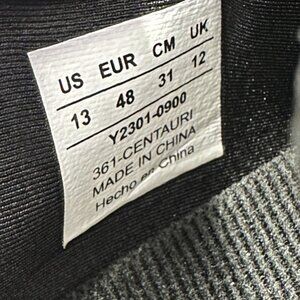 US EUR CM UK
13 48 31 12
Y2301-0900
361-CENTAURI
MADE IN CHINA
Hecho en China